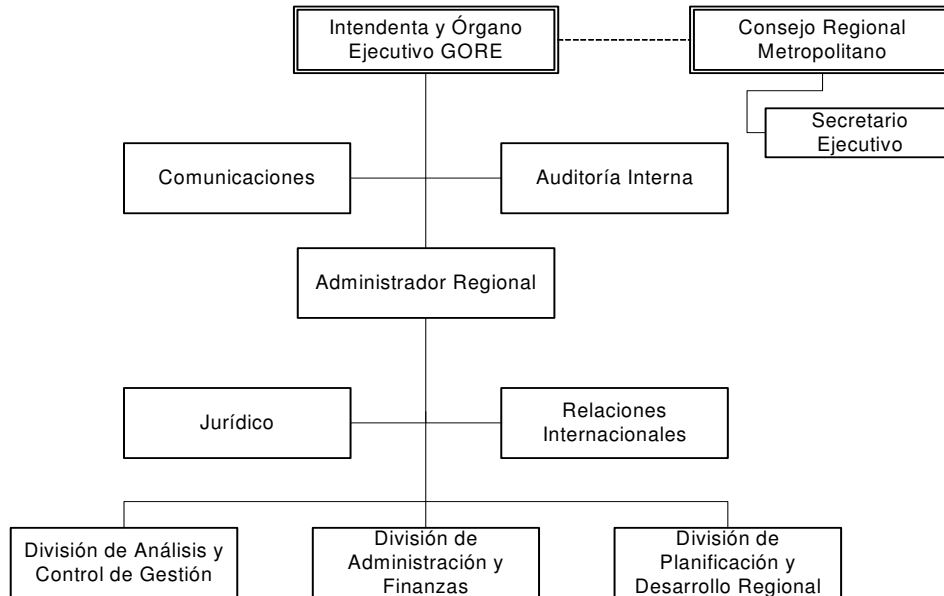 Intendenta y Órgano
Ejecutivo GORE
Consejo Regional
Metropolitano
Secretario
Ejecutivo
Comunicaciones
Auditoría Interna
Administrador Regional
Jurídico
Relaciones
Internacionales
División de Análisis y
Control de Gestión
División de
Administración y
Finanzas
División de
Planificación y
Desarrollo Regional